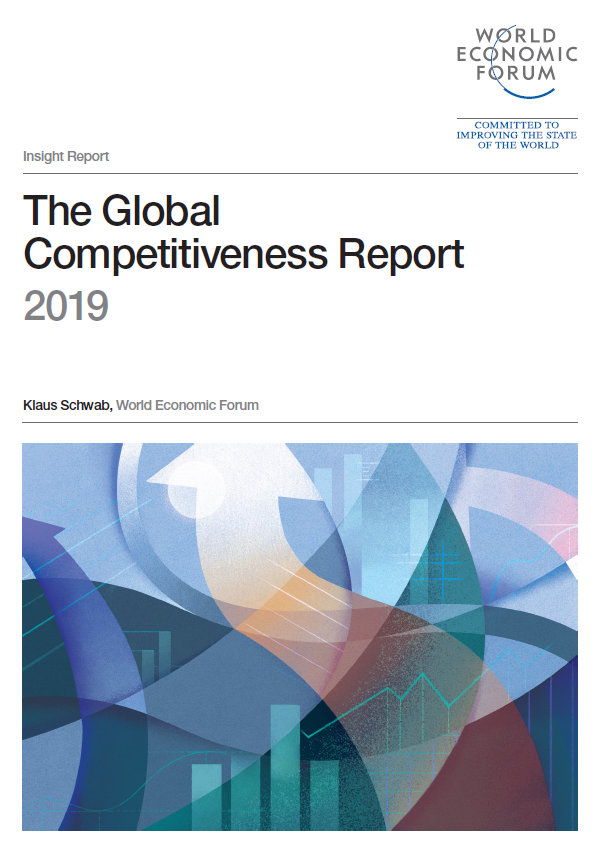 WORLD
ECONOMIC
FORUM
COMMITTED TO
IMPROVING THE STATE
OF THE WORLD
Insight Report
The Global
Competitiveness Report
2019
Klaus Schwab, World Economic Forum